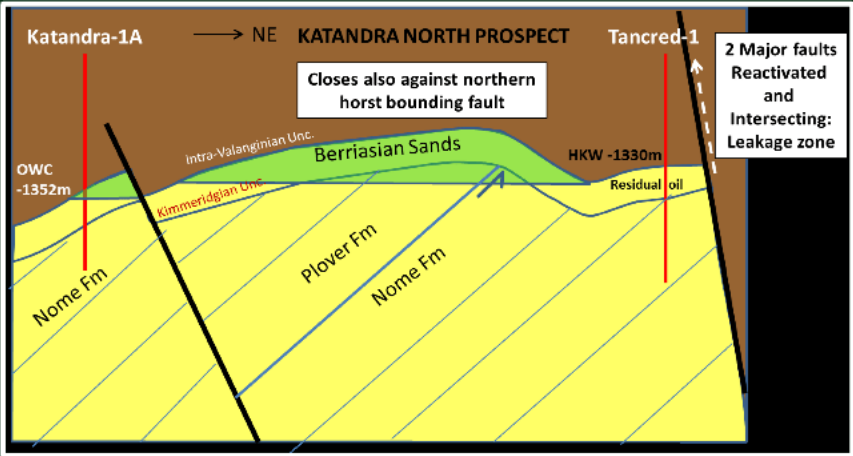 Katandra-1A
NE
KATANDRA NORTH PROSPECT
Tancred-1
2 Major faults
Reactivated
and
Intersecting:
Leakage zone
Closes also against northern
horst bounding fault
Intra-Valanginian Unc.
Berriasian Sands
HKW -1330m
OWC
-1352m
Kimmeridgian Unc
Residual oil
Plover Fm
Nome Fm
Nome Fm